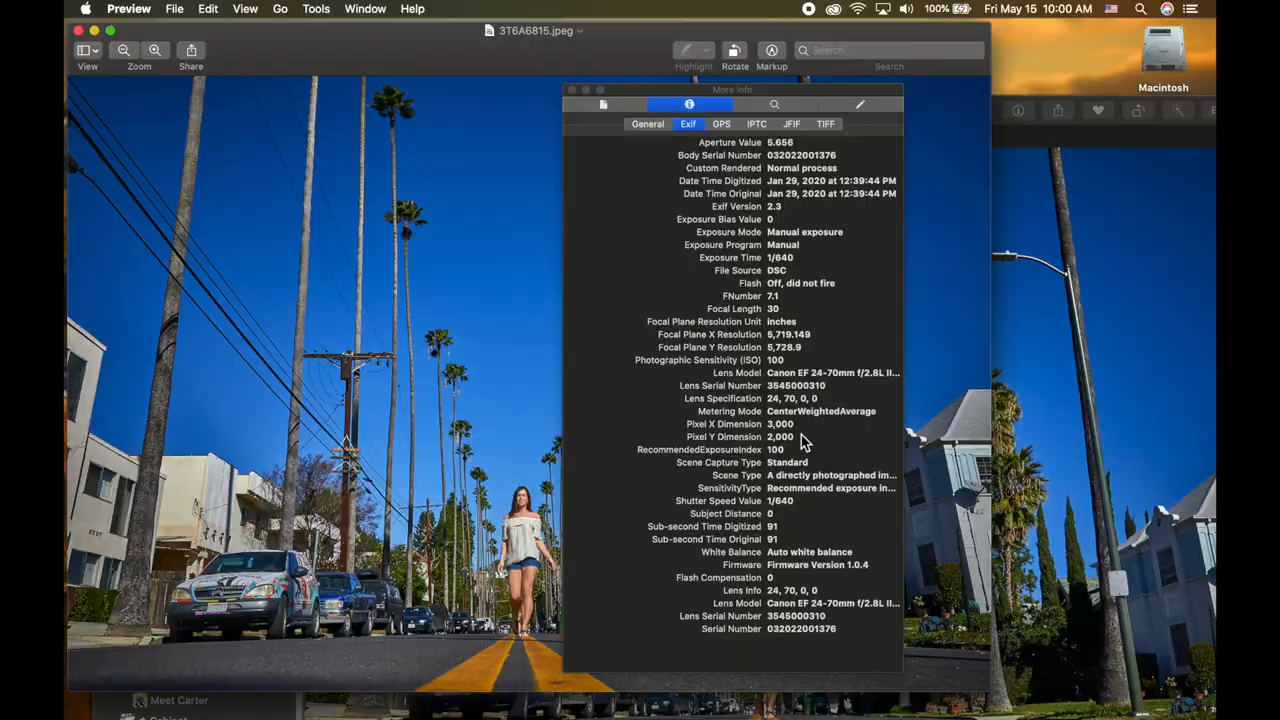 Preview File Edit View Go Tools Window Help 100% Fri May 15 10:00 AM
3T6A6815.jpeg
Search
View Zoom Share Highlight Rotate Markup Search
Macintosh
More Info
General Exif GPS IPTC JFIF TIFF
Aperture Value 5.656
Body Serial Number 032022001376
Custom Rendered Normal process
Date Time Digitized Jan 29, 2020 at 12:39:44 PM
Date Time Original Jan 29, 2020 at 12:39:44 PM
Exif Version 2.3
Exposure Bias Value 0
Exposure Mode Manual exposure
Exposure Program Manual
Exposure Time 1/640
File Source DSC
Flash Off, did not fire
FNumber 7.1
Focal Length 30
Focal Plane Resolution Unit inches
Focal Plane X Resolution 5,719.149
Focal Plane Y Resolution 5,728.9
Photographic Sensitivity (ISO) 100
Lens Model Canon EF 24-70mm f/2.8L II...
Lens Serial Number 3545000310
Lens Specification 24, 70, 0, 0
Metering Mode CenterWeightedAverage
Pixel X Dimension 3,000
Pixel Y Dimension 2,000
RecommendedExposureIndex 100
Scene Capture Type Standard
Scene Type A directly photographed im...
SensitivityType Recommended exposure in...
Shutter Speed Value 1/640
Subject Distance 0
Sub-second Time Digitized 91
Sub-second Time Original 91
White Balance Auto white balance
Firmware Firmware Version 1.0.4
Flash Compensation 0
Lens Info 24, 70, 0, 0
Lens Model Canon EF 24-70mm f/2.8L II...
Lens Serial Number 3545000310
Serial Number 032022001376
Meet Carter